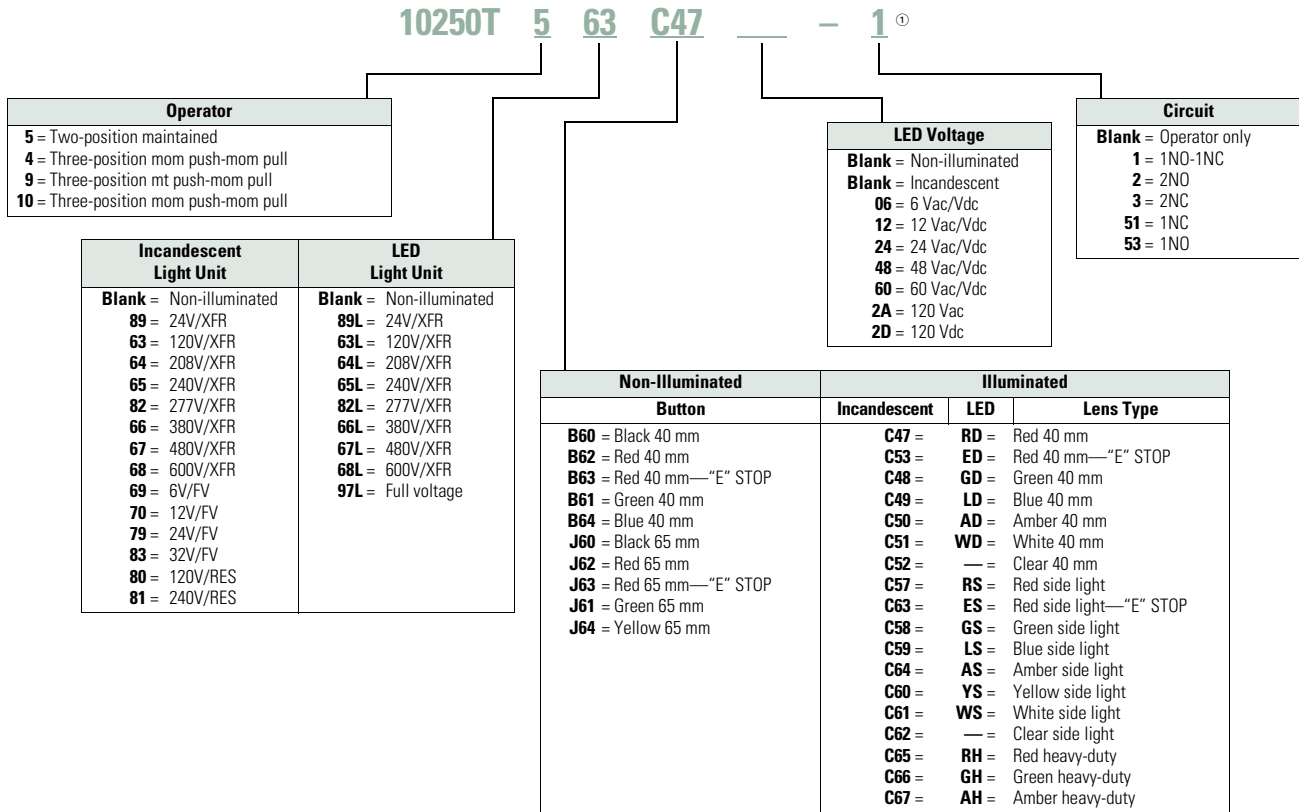 10250T 5 63 C47 ___ – 1 ①
Operator
5 = Two-position maintained
4 = Three-position mom push-mom pull
9 = Three-position mt push-mom pull
10 = Three-position mom push-mom pull
Incandescent
Light Unit
Blank = Non-illuminated
89 = 24V/XFR
63 = 120V/XFR
64 = 208V/XFR
65 = 240V/XFR
82 = 277V/XFR
66 = 380V/XFR
67 = 480V/XFR
68 = 600V/XFR
69 = 6V/FV
70 = 12V/FV
79 = 24V/FV
83 = 32V/FV
80 = 120V/RES
81 = 240V/RES
LED
Light Unit
Blank = Non-illuminated
89L = 24V/XFR
63L = 120V/XFR
64L = 208V/XFR
65L = 240V/XFR
82L = 277V/XFR
66L = 380V/XFR
67L = 480V/XFR
68L = 600V/XFR
97L = Full voltage
LED Voltage
Blank = Non-illuminated
Blank = Incandescent
06 = 6 Vac/Vdc
12 = 12 Vac/Vdc
24 = 24 Vac/Vdc
48 = 48 Vac/Vdc
60 = 60 Vac/Vdc
2A = 120 Vac
2D = 120 Vdc
Circuit
Blank = Operator only
1 = 1NO-1NC
2 = 2NO
3 = 2NC
51 = 1NC
53 = 1NO
Non-Illuminated
Button
B60 = Black 40 mm
B62 = Red 40 mm
B63 = Red 40 mm—“E” STOP
B61 = Green 40 mm
B64 = Blue 40 mm
J60 = Black 65 mm
J62 = Red 65 mm
J63 = Red 65 mm—“E” STOP
J61 = Green 65 mm
J64 = Yellow 65 mm
Illuminated
Incandescent LED Lens Type
C47 = RD = Red 40 mm
C53 = ED = Red 40 mm—“E” STOP
C48 = GD = Green 40 mm
C49 = LD = Blue 40 mm
C50 = AD = Amber 40 mm
C51 = WD = White 40 mm
C52 = — = Clear 40 mm
C57 = RS = Red side light
C63 = ES = Red side light—“E” STOP
C58 = GS = Green side light
C59 = LS = Blue side light
C64 = AS = Amber side light
C60 = YS = Yellow side light
C61 = WS = White side light
C62 = — = Clear side light
C65 = RH = Red heavy-duty
C66 = GH = Green heavy-duty
C67 = AH = Amber heavy-duty